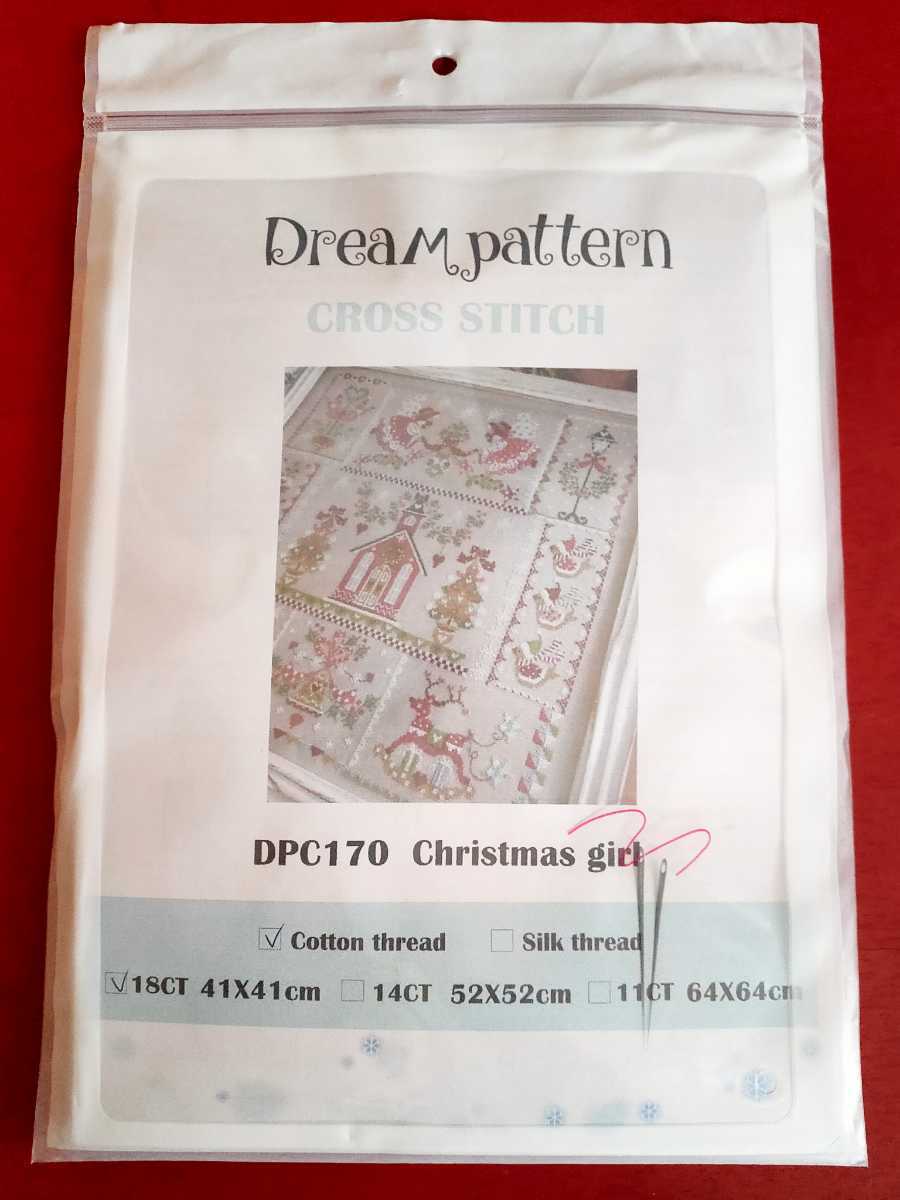 Dream pattern
CROSS STITCH
DPC170 Christmas girl
Cotton thread Silk thread
18CT 41X41cm 14CT 52X52cm 11CT 64X64cm